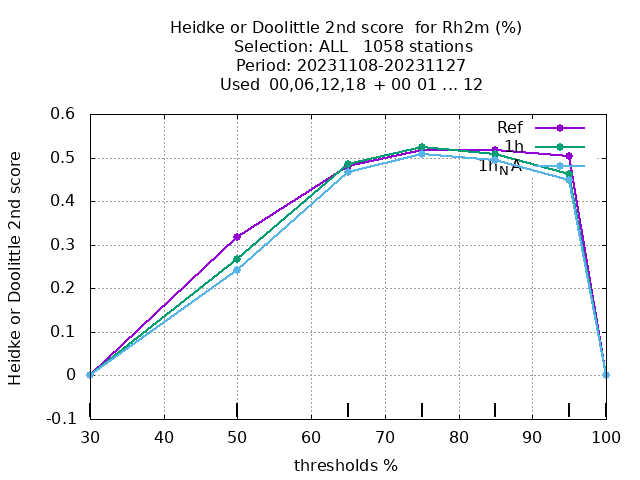 Heidke or Doolittle 2nd score  for Rh2m (%)
Selection: ALL   1058 stations
Period: 20231108-20231127
Used  00,06,12,18  + 00 01 ... 12
Heidke or Doolittle 2nd score
0.6
0.5
0.4
0.3
0.2
0.1
0
-0.1
Ref
1h
1h_NA
30 40 50 60 70 80 90 100
thresholds %